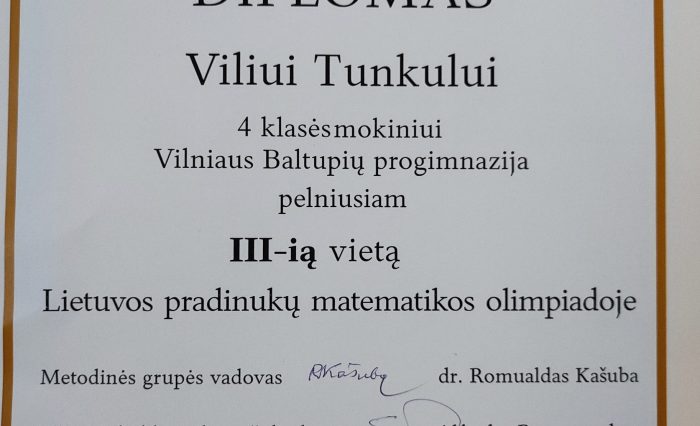 DIPLOMAS
Viliui Tunkului
4 klasės mokiniui
Vilniaus Baltupių progimnazija
pelniusiam
III-ią vietą
Lietuvos pradinukų matematikos olimpiadoje
Metodinės grupės vadovas RKašuba dr. Romualdas Kašuba